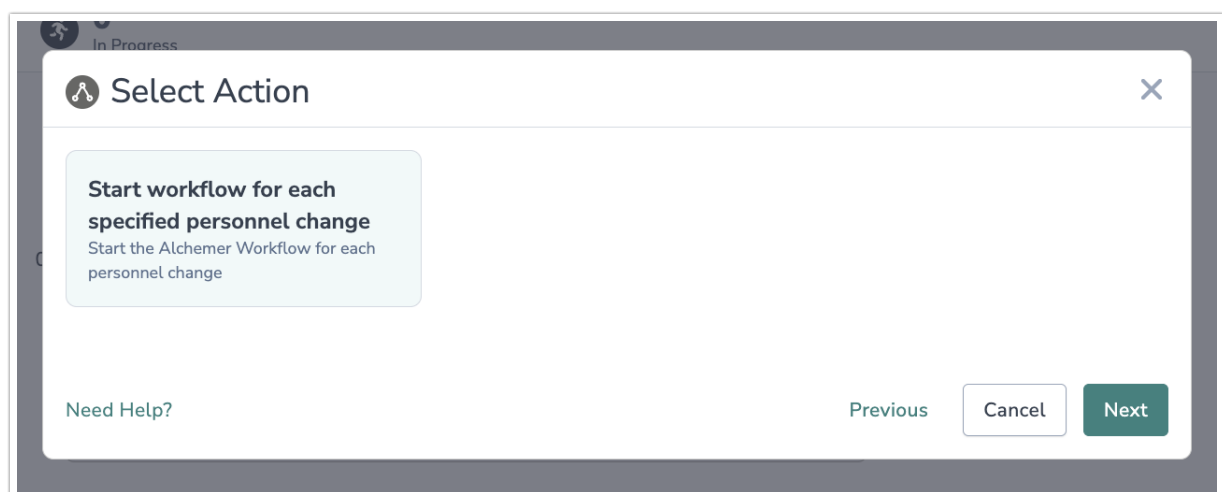 In Progress
Select Action
Start workflow for each
specified personnel change
Start the Alchemer Workflow for each
personnel change
Need Help?
Previous
Cancel
Next